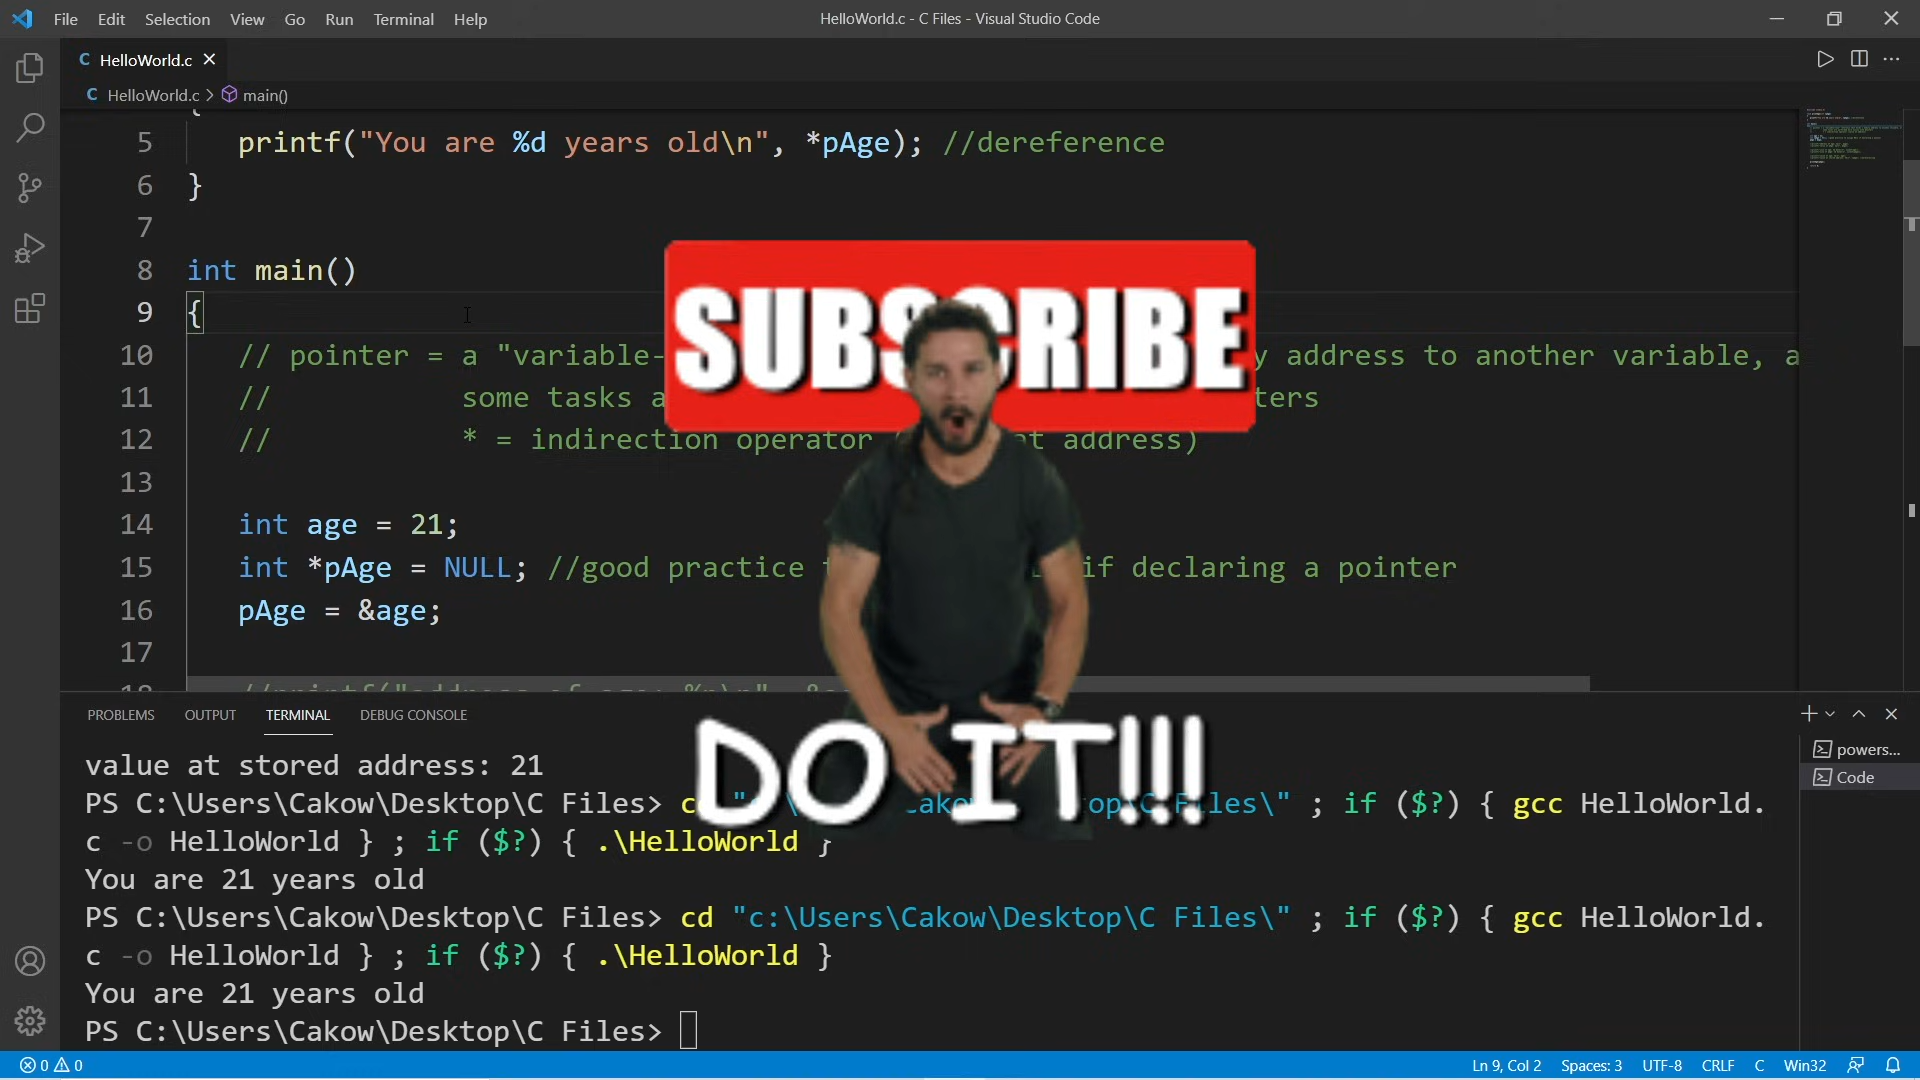 File Edit Selection View Go Run Terminal Help
HelloWorld.c - C Files - Visual Studio Code
C HelloWorld.c
C HelloWorld.c > main()
5 printf("You are %d years old\n", *pAge); //dereference
6 }
7
8 int main()
9 {
10 // pointer = a "variable- address to another variable, a
11 // some tasks
12 // * = indirection operator address)
13
14 int age = 21;
15 int *pAge = NULL; //good practice if declaring a pointer
16 pAge = &age;
17
SUBSCRIBE
DO IT!!!
PROBLEMS OUTPUT TERMINAL DEBUG CONSOLE
powers...
Code
value at stored address: 21
PS C:\Users\Cakow\Desktop\C Files> ; if ($?) { gcc HelloWorld.
c -o HelloWorld } ; if ($?) { .\HelloWorld }
You are 21 years old
PS C:\Users\Cakow\Desktop\C Files> cd "c:\Users\Cakow\Desktop\C Files\" ; if ($?) { gcc HelloWorld.
c -o HelloWorld } ; if ($?) { .\HelloWorld }
You are 21 years old
PS C:\Users\Cakow\Desktop\C Files>
0 0
Ln 9, Col 2 Spaces: 3 UTF-8 CRLF C Win32